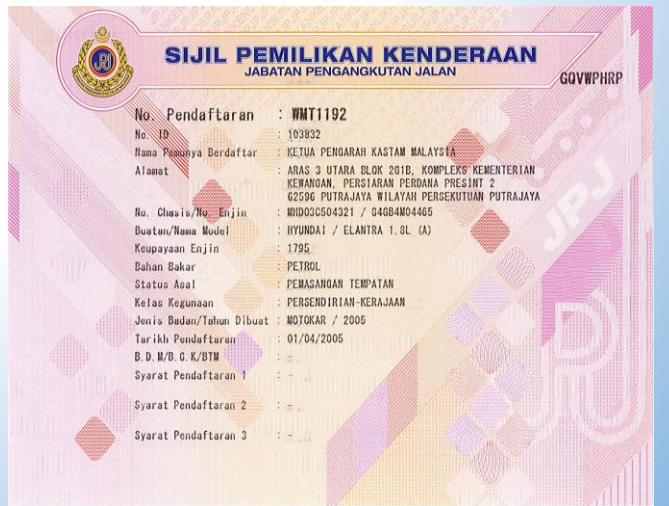 SIJIL PEMILIKAN KENDERAAN
JABATAN PENGANGKUTAN JALAN
GQVWPHRP
No. Pendaftaran : WMT1192
No. ID : 103832
Nama Pemunya Berdaftar : KETUA PENGARAH KASTAM MALAYSIA
Alamat : ARAS 3 UTARA BLOK 2G1B, KOMPLEKS KEMENTERIAN
KEWANGAN, PERSIARAN PERDANA PRESINT 2
62596 PUTRAJAYA WILAYAH PERSEKUTUAN PUTRAJAYA
No. Chasis/No. Enjin : MHD03C504321 / G4GB4M04465
Buatan/Nama Model : HYUNDAI / ELANTRA 1.8L (A)
Keupayaan Enjin : 1795
Bahan Bakar : PETROL
Status Asal : PEMASANGAN TEMPATAN
Kelas Kegunaan : PERSENDIRIAN-KERAJAAN
Jenis Badan/Tahun Dibuat : MOTOKAR / 2005
Tarikh Pendaftaran : 01/04/2005
B.D.M/B.G.K/BTM : -
Syarat Pendaftaran 1 : -
Syarat Pendaftaran 2 : -
Syarat Pendaftaran 3 : -
JPJ